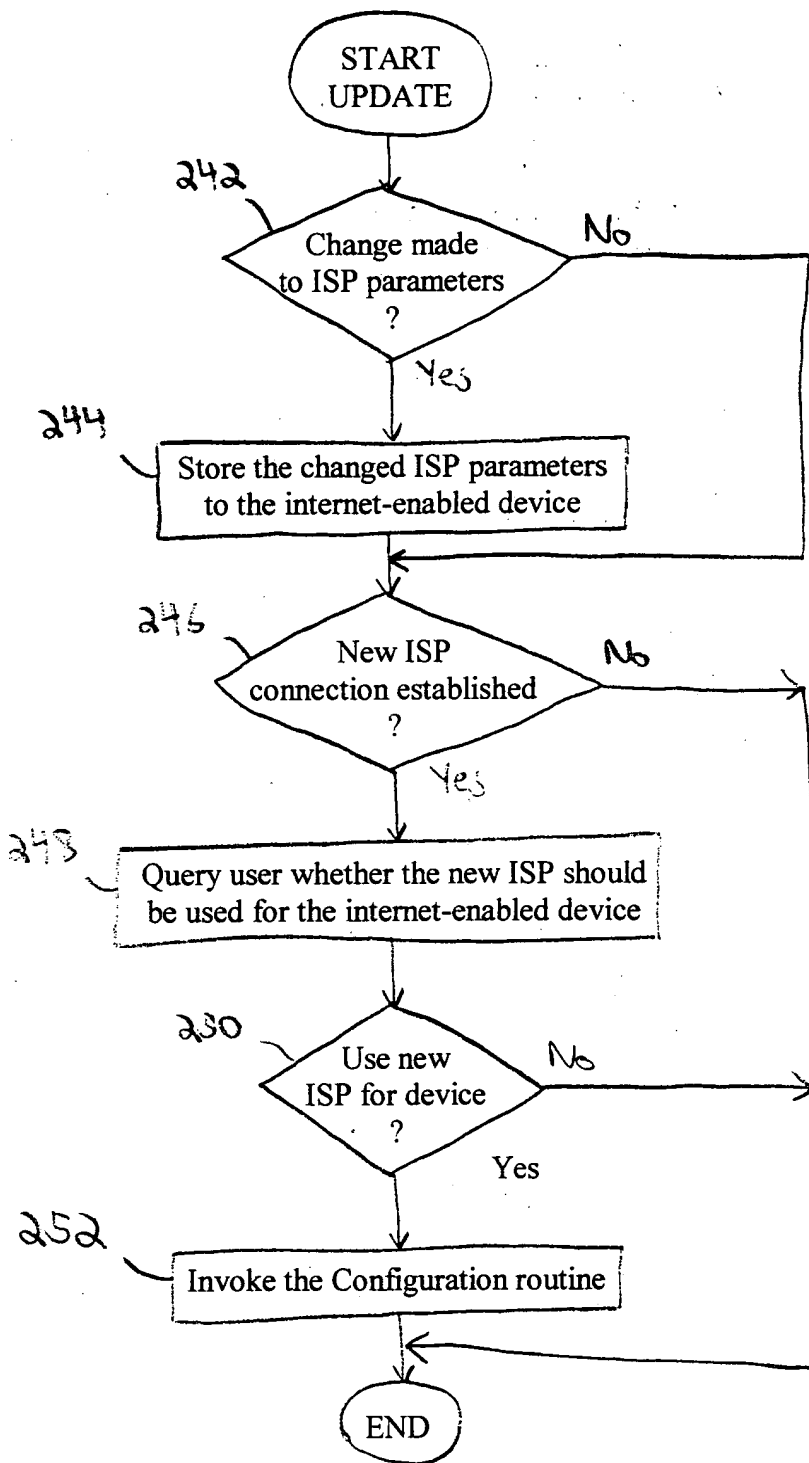 START
UPDATE
242
Change made
to ISP parameters
?
No
Yes
244
Store the changed ISP parameters
to the internet-enabled device
246
New ISP
connection established
?
No
Yes
248
Query user whether the new ISP should
be used for the internet-enabled device
250
Use new
ISP for device
?
No
Yes
252
Invoke the Configuration routine
END